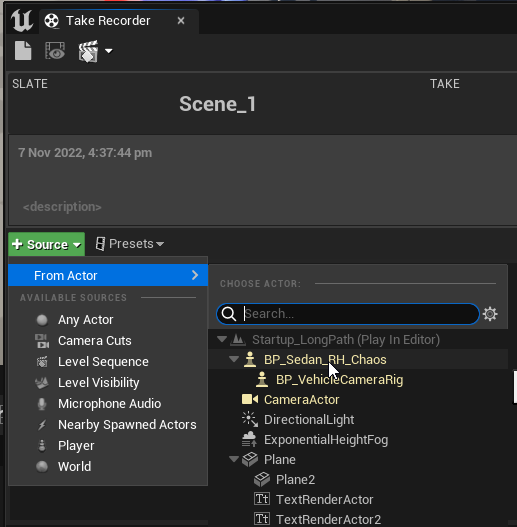 Take Recorder
SLATE
TAKE
Scene_1
7 Nov 2022, 4:37:44 pm
<description>
Source
Presets
From Actor
CHOOSE ACTOR:
AVAILABLE SOURCES
Search...
Any Actor
Camera Cuts
Level Sequence
Level Visibility
Microphone Audio
Nearby Spawned Actors
Player
World
Startup_LongPath (Play In Editor)
BP_Sedan_RH_Chaos
BP_VehicleCameraRig
CameraActor
DirectionalLight
ExponentialHeightFog
Plane
Plane2
Tt TextRenderActor
Tt TextRenderActor2